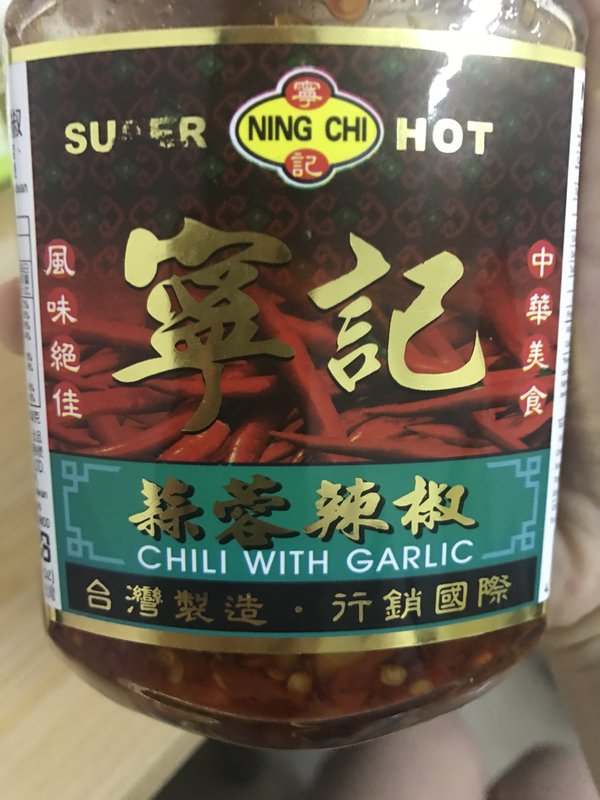 SUPER
寧
NING CHI
記
HOT
寧記
風味絕佳
中華美食
蒜蓉辣椒
CHILI WITH GARLIC
台灣製造・行銷國際